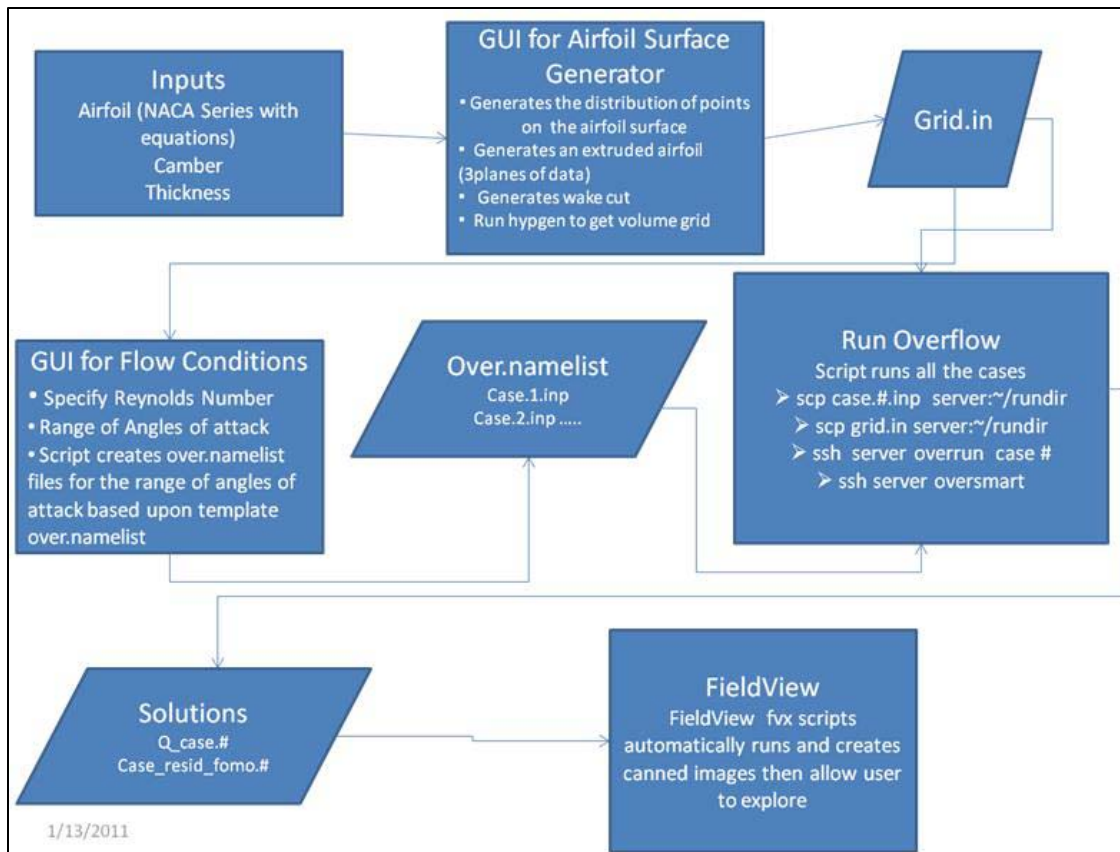 Inputs
Airfoil (NACA Series with
equations)
Camber
Thickness
GUI for Airfoil Surface
Generator
• Generates the distribution of points
on the airfoil surface
• Generates an extruded airfoil
(3planes of data)
• Generates wake cut
• Run hypgen to get volume grid
Grid.in
GUI for Flow Conditions
• Specify Reynolds Number
• Range of Angles of attack
• Script creates over.namelist
files for the range of angles of
attack based upon template
over.namelist
Over.namelist
Case.1.inp
Case.2.inp .....
Run Overflow
Script runs all the cases
➢ scp case.#.inp server:~/rundir
➢ scp grid.in server:~/rundir
➢ ssh server overrun case #
➢ ssh server oversmart
Solutions
Q_case.#
Case_resid_fomo.#
FieldView
FieldView fvx scripts
automatically runs and creates
canned images then allow user
to explore
1/13/2011